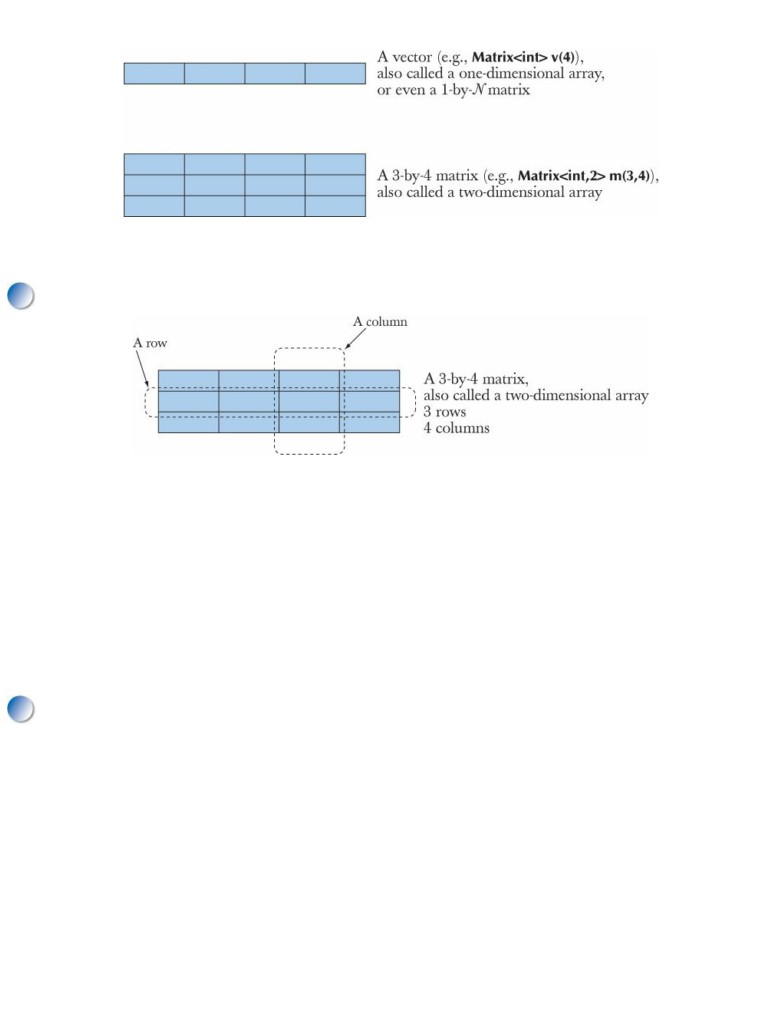 A vector (e.g., Matrix<int> v(4)),
also called a one-dimensional array,
or even a 1-by-N matrix
A 3-by-4 matrix (e.g., Matrix<int,2> m(3,4)),
also called a two-dimensional array
A column
A row
A 3-by-4 matrix,
also called a two-dimensional array
3 rows
4 columns